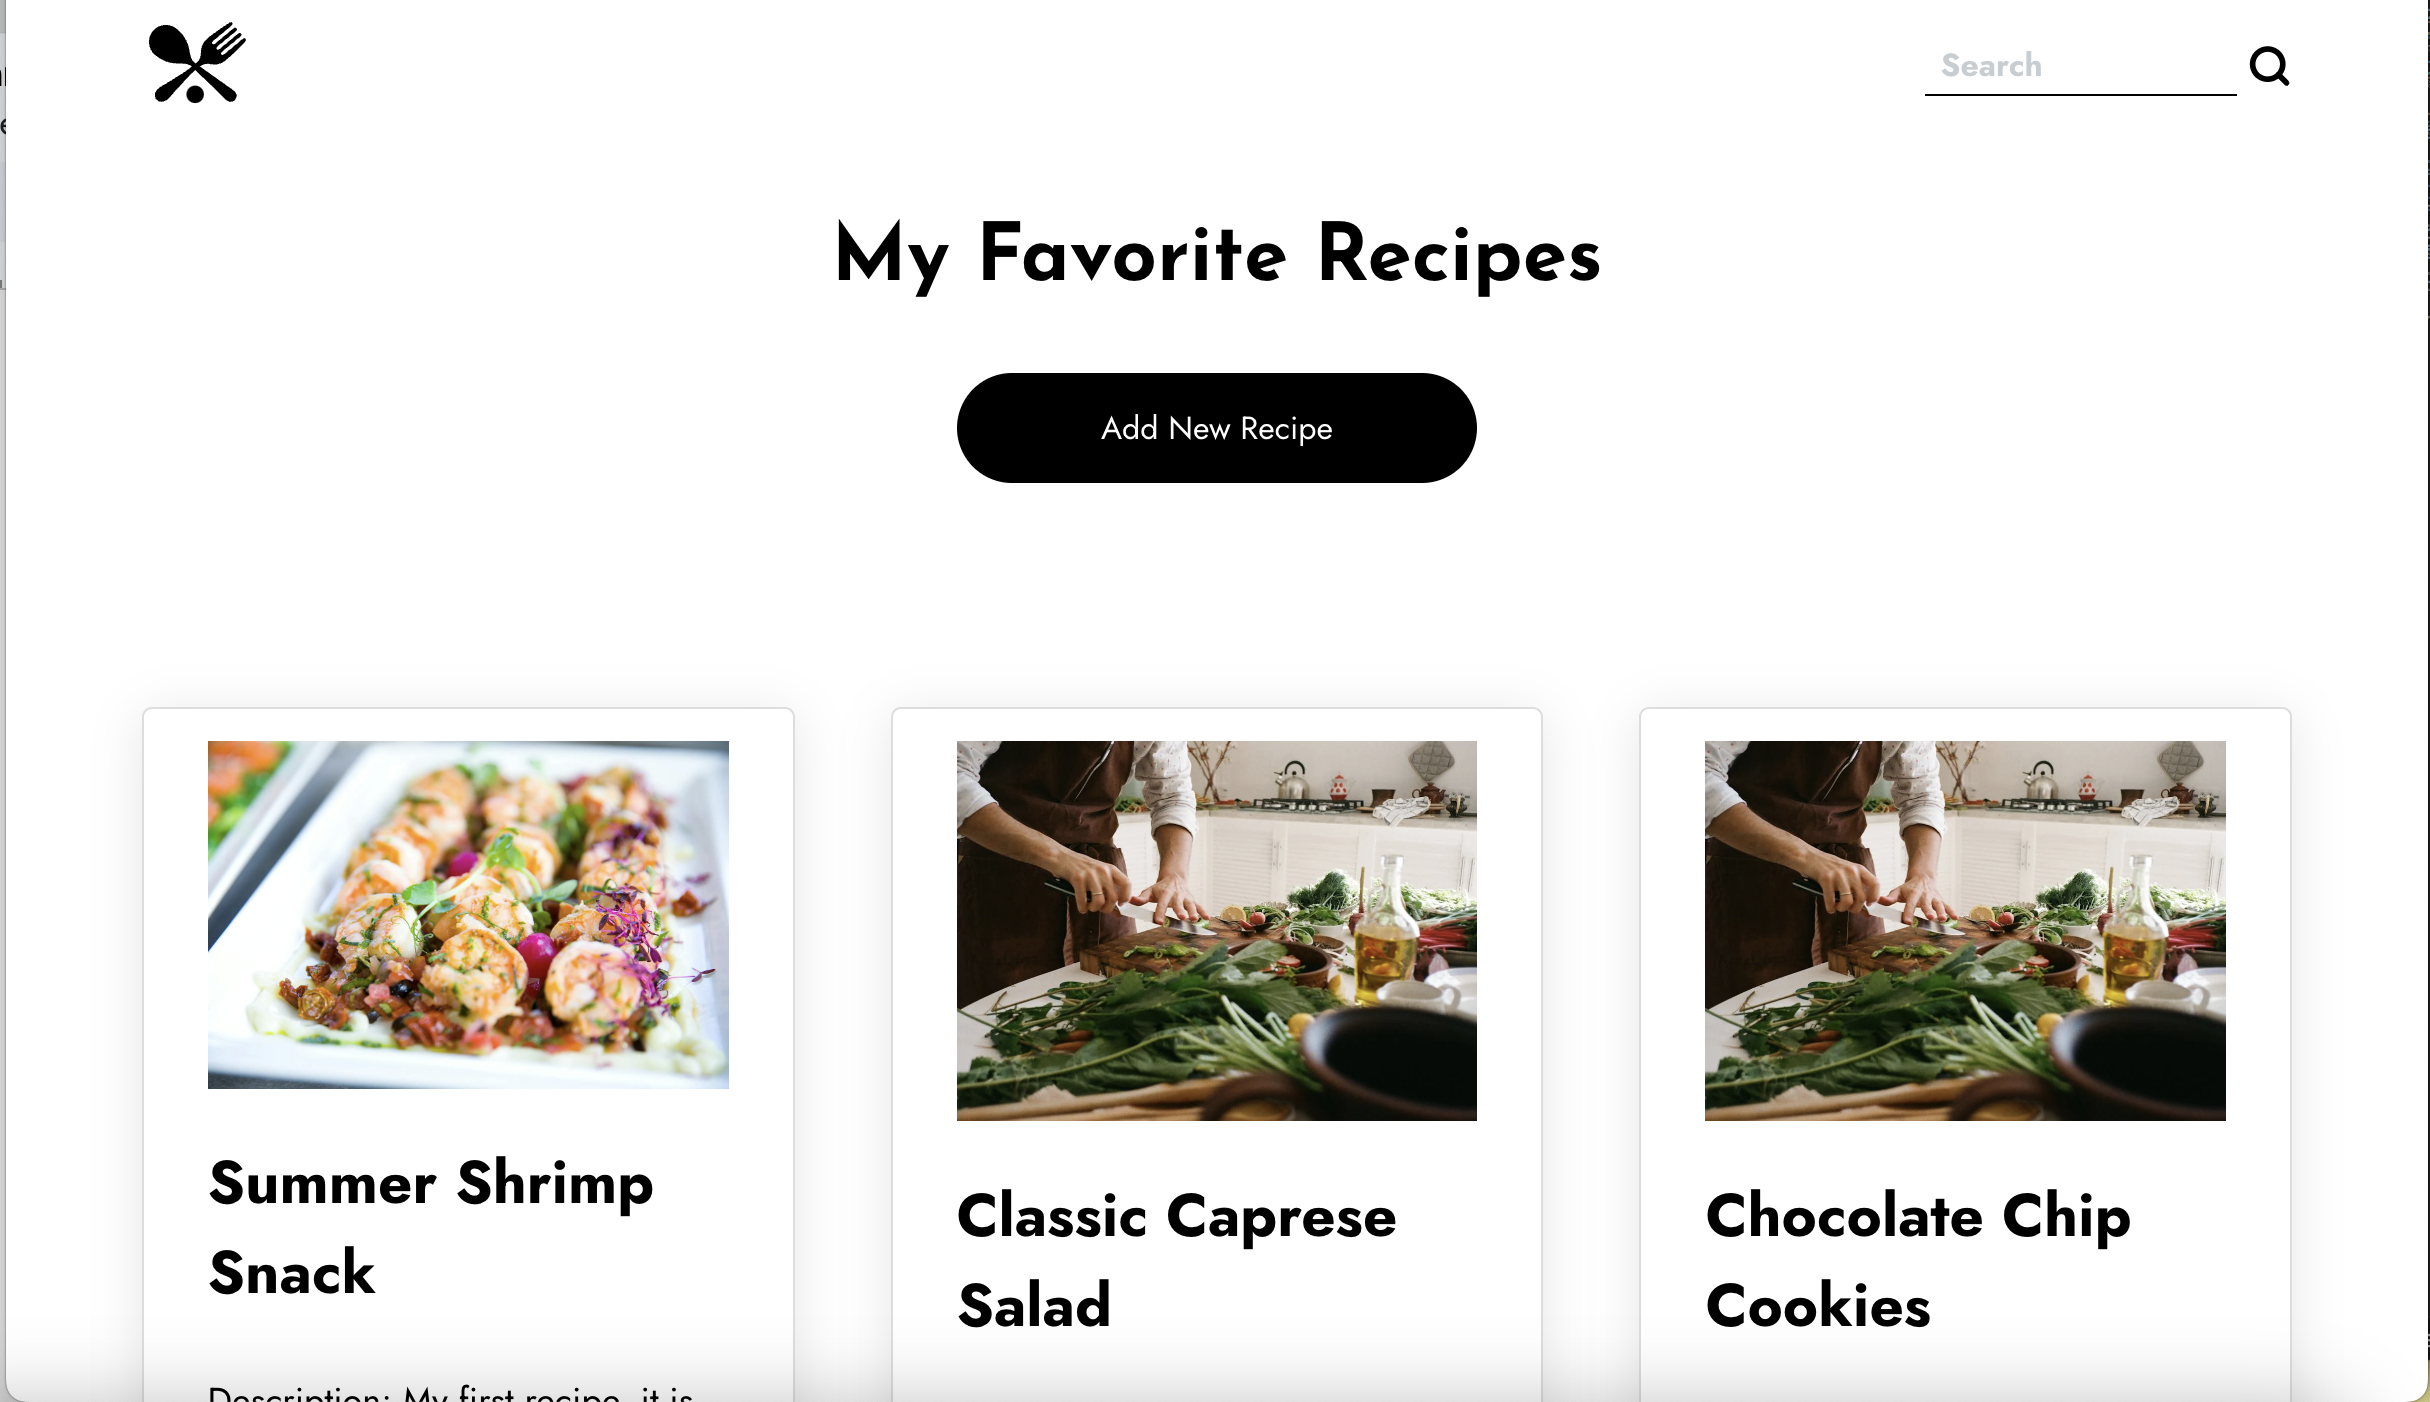 Search
My Favorite Recipes
Add New Recipe
Summer Shrimp
Snack
Classic Caprese
Salad
Chocolate Chip
Cookies
Description: My first recipe, it is